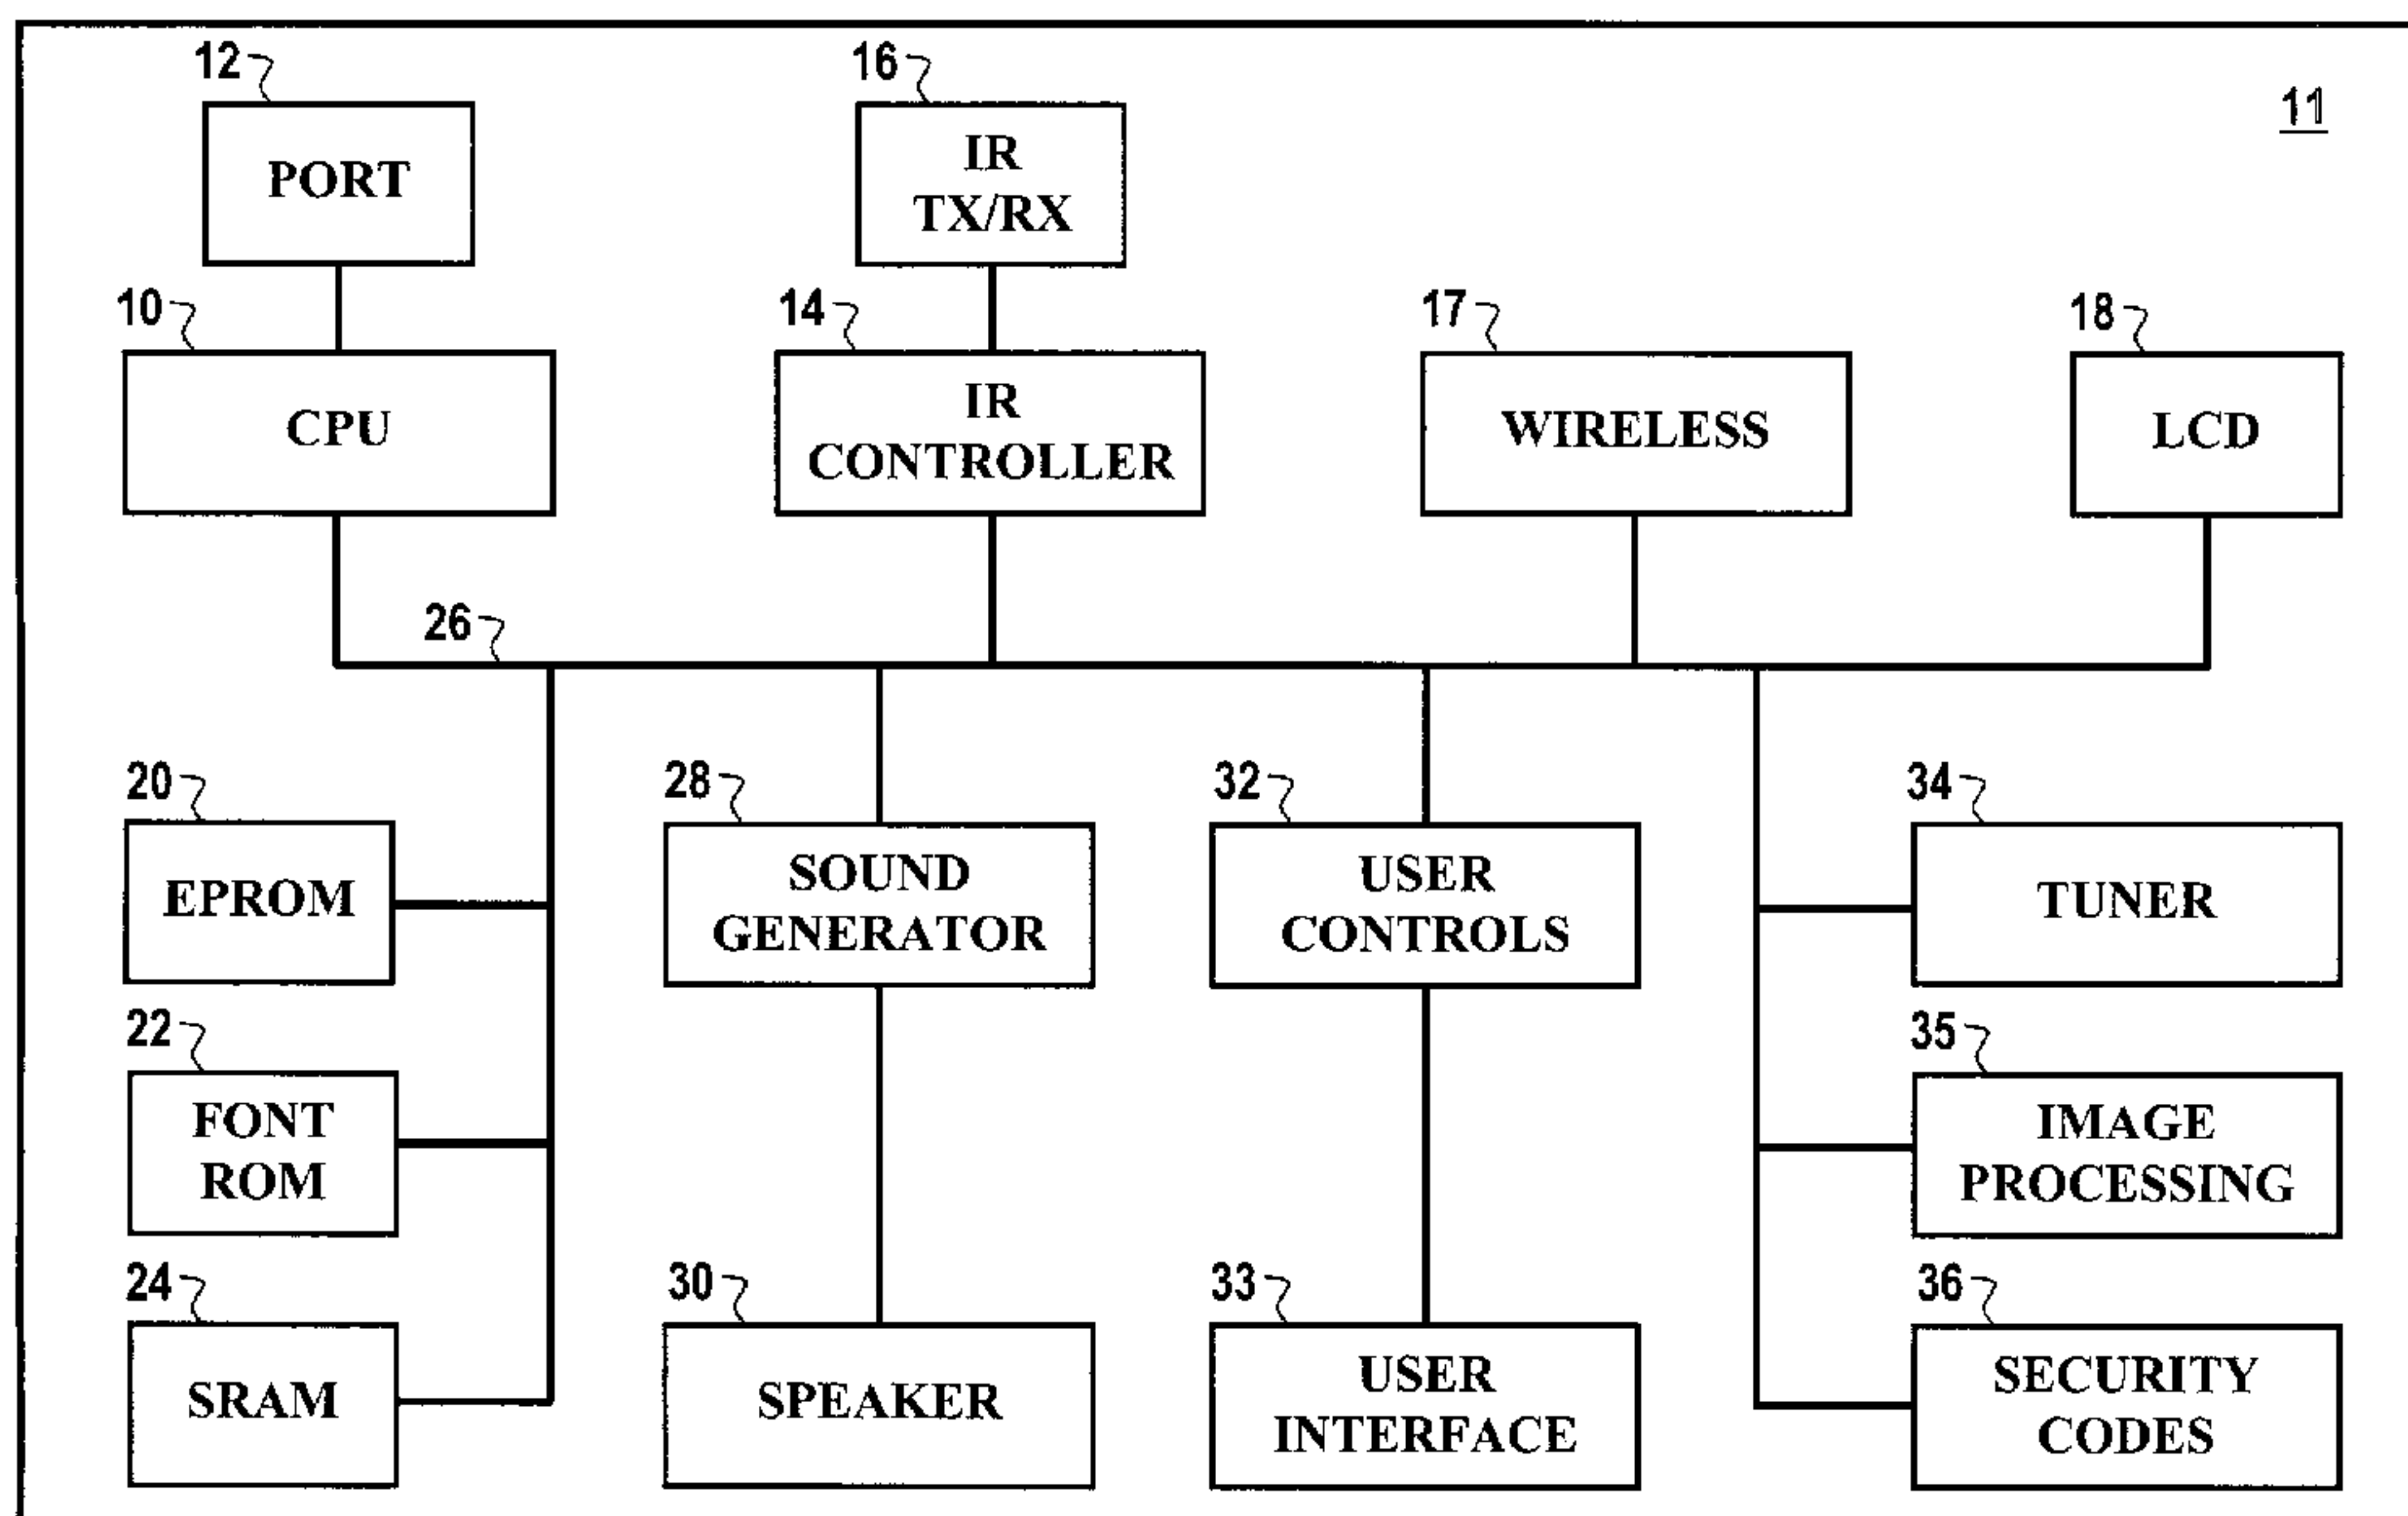 12
16
11
PORT
IR
TX/RX
10
14
17
18
CPU
IR
CONTROLLER
WIRELESS
LCD
26
20
28
32
34
EPROM
SOUND
GENERATOR
USER
CONTROLS
TUNER
22
35
FONT
ROM
IMAGE
PROCESSING
24
30
33
36
SRAM
SPEAKER
USER
INTERFACE
SECURITY
CODES